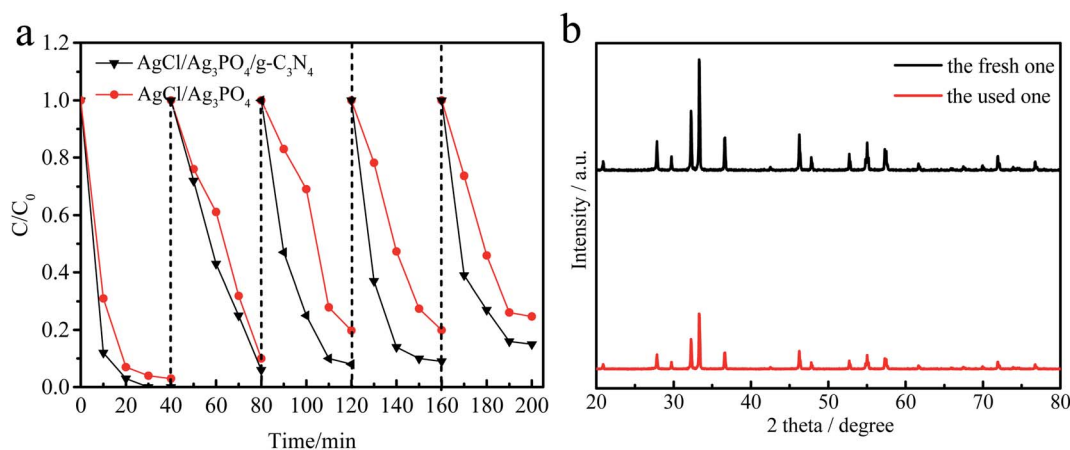 a
1.2
1.0
0.8
0.6
0.4
0.2
0.0
C/C₀
AgCl/Ag₃PO₄/g-C₃N₄
AgCl/Ag₃PO₄
0 20 40 60 80 100 120 140 160 180 200
Time/min
b
the fresh one
the used one
Intensity / a.u.
20 30 40 50 60 70 80
2 theta / degree